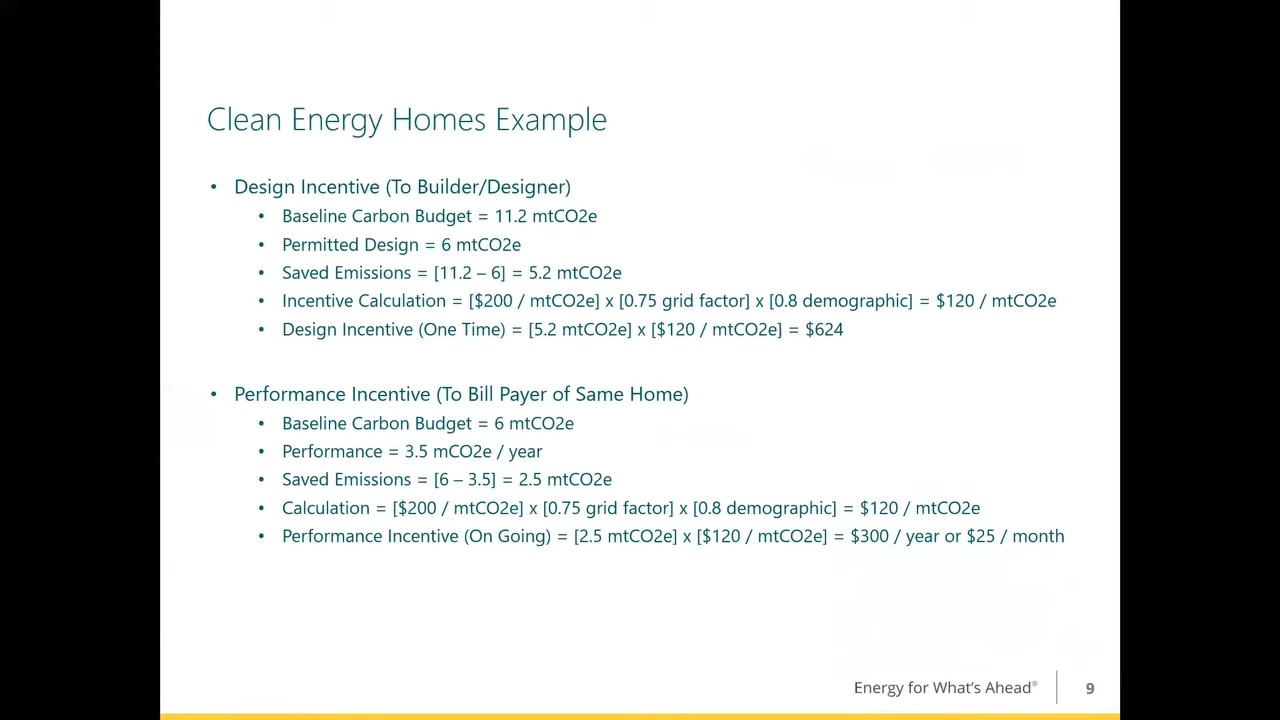 Clean Energy Homes Example
• Design Incentive (To Builder/Designer)
• Baseline Carbon Budget = 11.2 mtCO2e
• Permitted Design = 6 mtCO2e
• Saved Emissions = [11.2 – 6] = 5.2 mtCO2e
• Incentive Calculation = [$200 / mtCO2e] x [0.75 grid factor] x [0.8 demographic] = $120 / mtCO2e
• Design Incentive (One Time) = [5.2 mtCO2e] x [$120 / mtCO2e] = $624
• Performance Incentive (To Bill Payer of Same Home)
• Baseline Carbon Budget = 6 mtCO2e
• Performance = 3.5 mCO2e / year
• Saved Emissions = [6 – 3.5] = 2.5 mtCO2e
• Calculation = [$200 / mtCO2e] x [0.75 grid factor] x [0.8 demographic] = $120 / mtCO2e
• Performance Incentive (On Going) = [2.5 mtCO2e] x [$120 / mtCO2e] = $300 / year or $25 / month
Energy for What's Ahead® 9